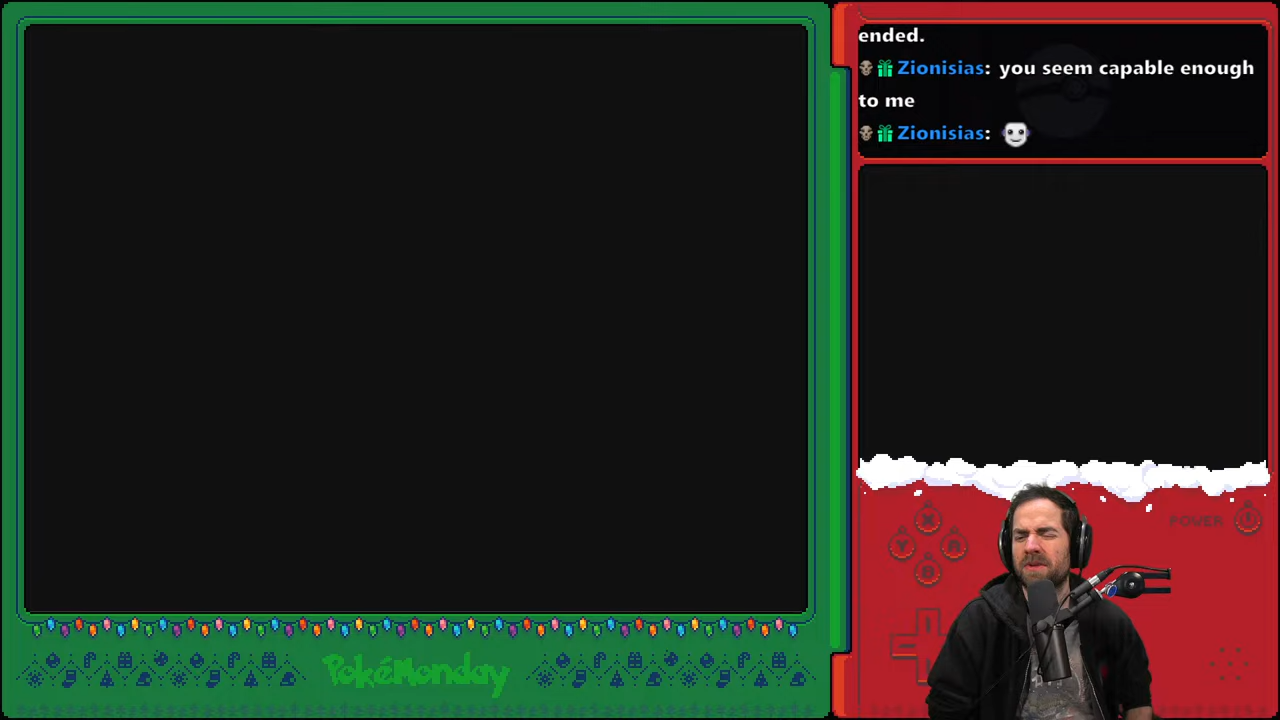 ended.
Zionisias: you seem capable enough
to me
Zionisias:
X
Y A
B
POWER
PokéMonday